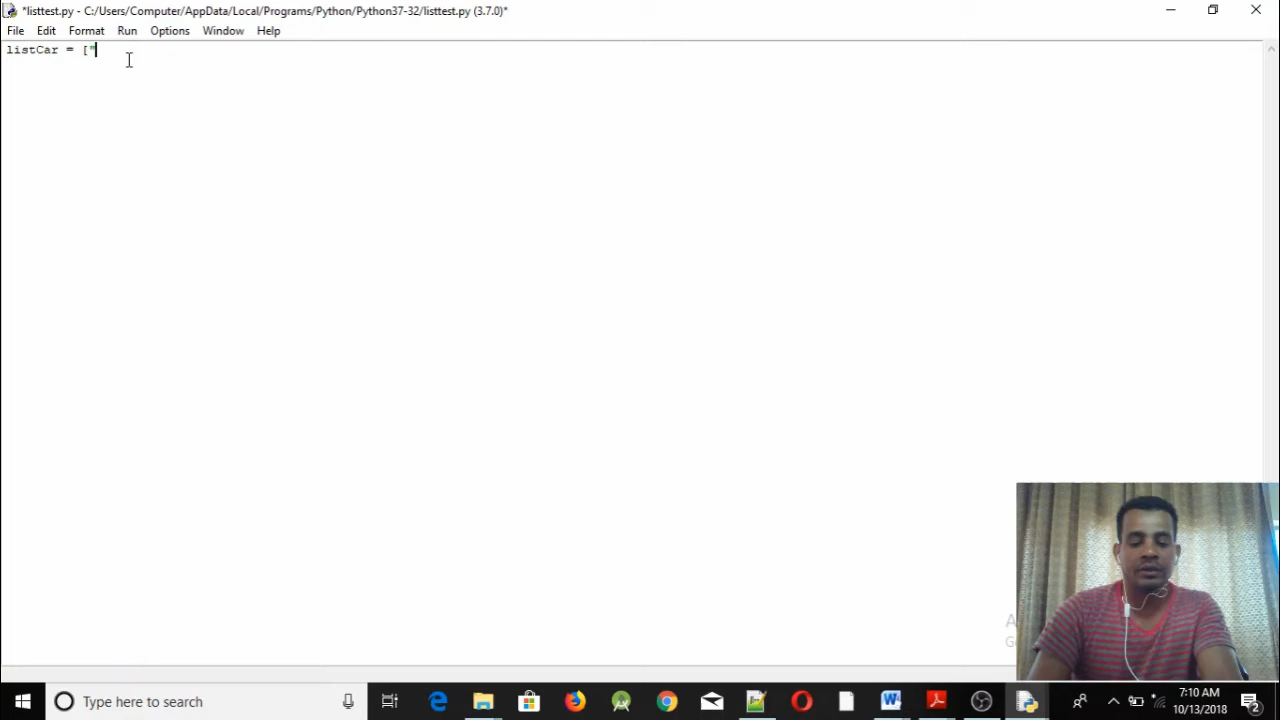 *listtest.py - C:/Users/Computer/AppData/Local/Programs/Python/Python37-32/listtest.py (3.7.0)*
File Edit Format Run Options Window Help
listCar = ["
Type here to search
7:10 AM
10/13/2018
2